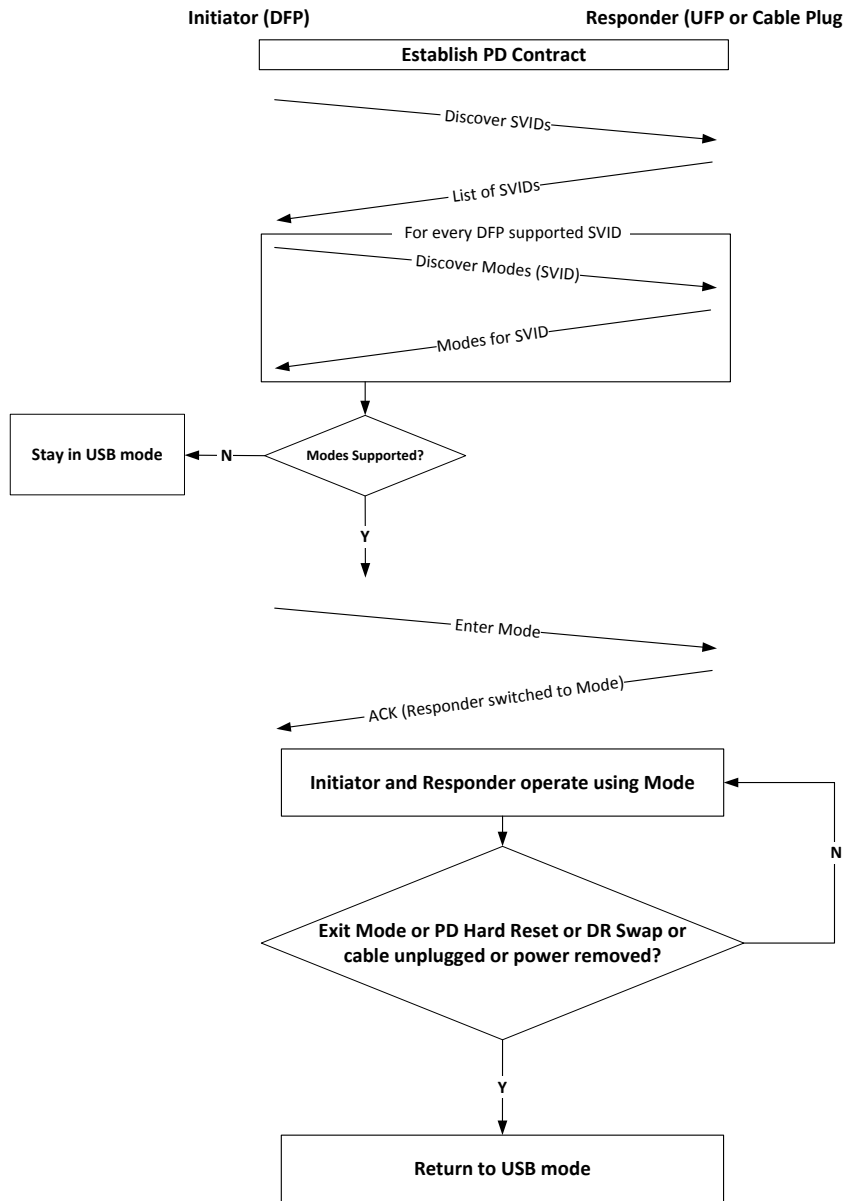 Initiator (DFP)
Responder (UFP or Cable Plug
Establish PD Contract
Discover SVIDs
List of SVIDs
For every DFP supported SVID
Discover Modes (SVID)
Modes for SVID
Stay in USB mode
N
Modes Supported?
Y
Enter Mode
ACK (Responder switched to Mode)
Initiator and Responder operate using Mode
N
Exit Mode or PD Hard Reset or DR Swap or
cable unplugged or power removed?
Y
Return to USB mode